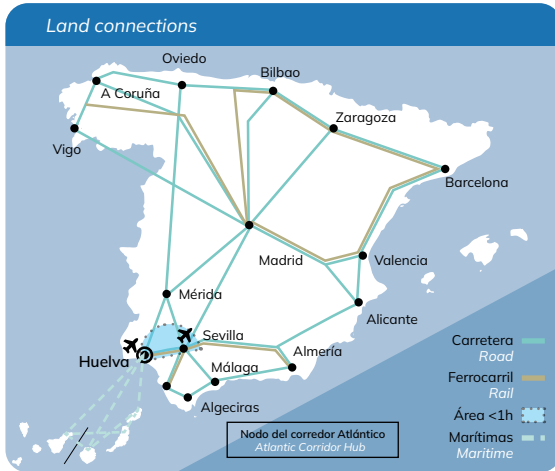 Land connections
Oviedo
A Coruña
Bilbao
Zaragoza
Vigo
Barcelona
Madrid
Valencia
Mérida
Alicante
Sevilla
Huelva
Almería
Málaga
Algeciras
Carretera
Road
Ferrocarril
Rail
Área <1h
Marítimas
Maritime
Nodo del corredor Atlántico
Atlantic Corridor Hub